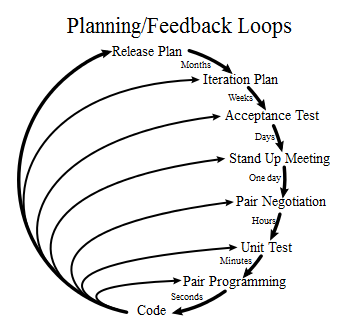 Planning/Feedback Loops
Release Plan
Months
Iteration Plan
Weeks
Acceptance Test
Days
Stand Up Meeting
One day
Pair Negotiation
Hours
Unit Test
Minutes
Pair Programming
Seconds
Code